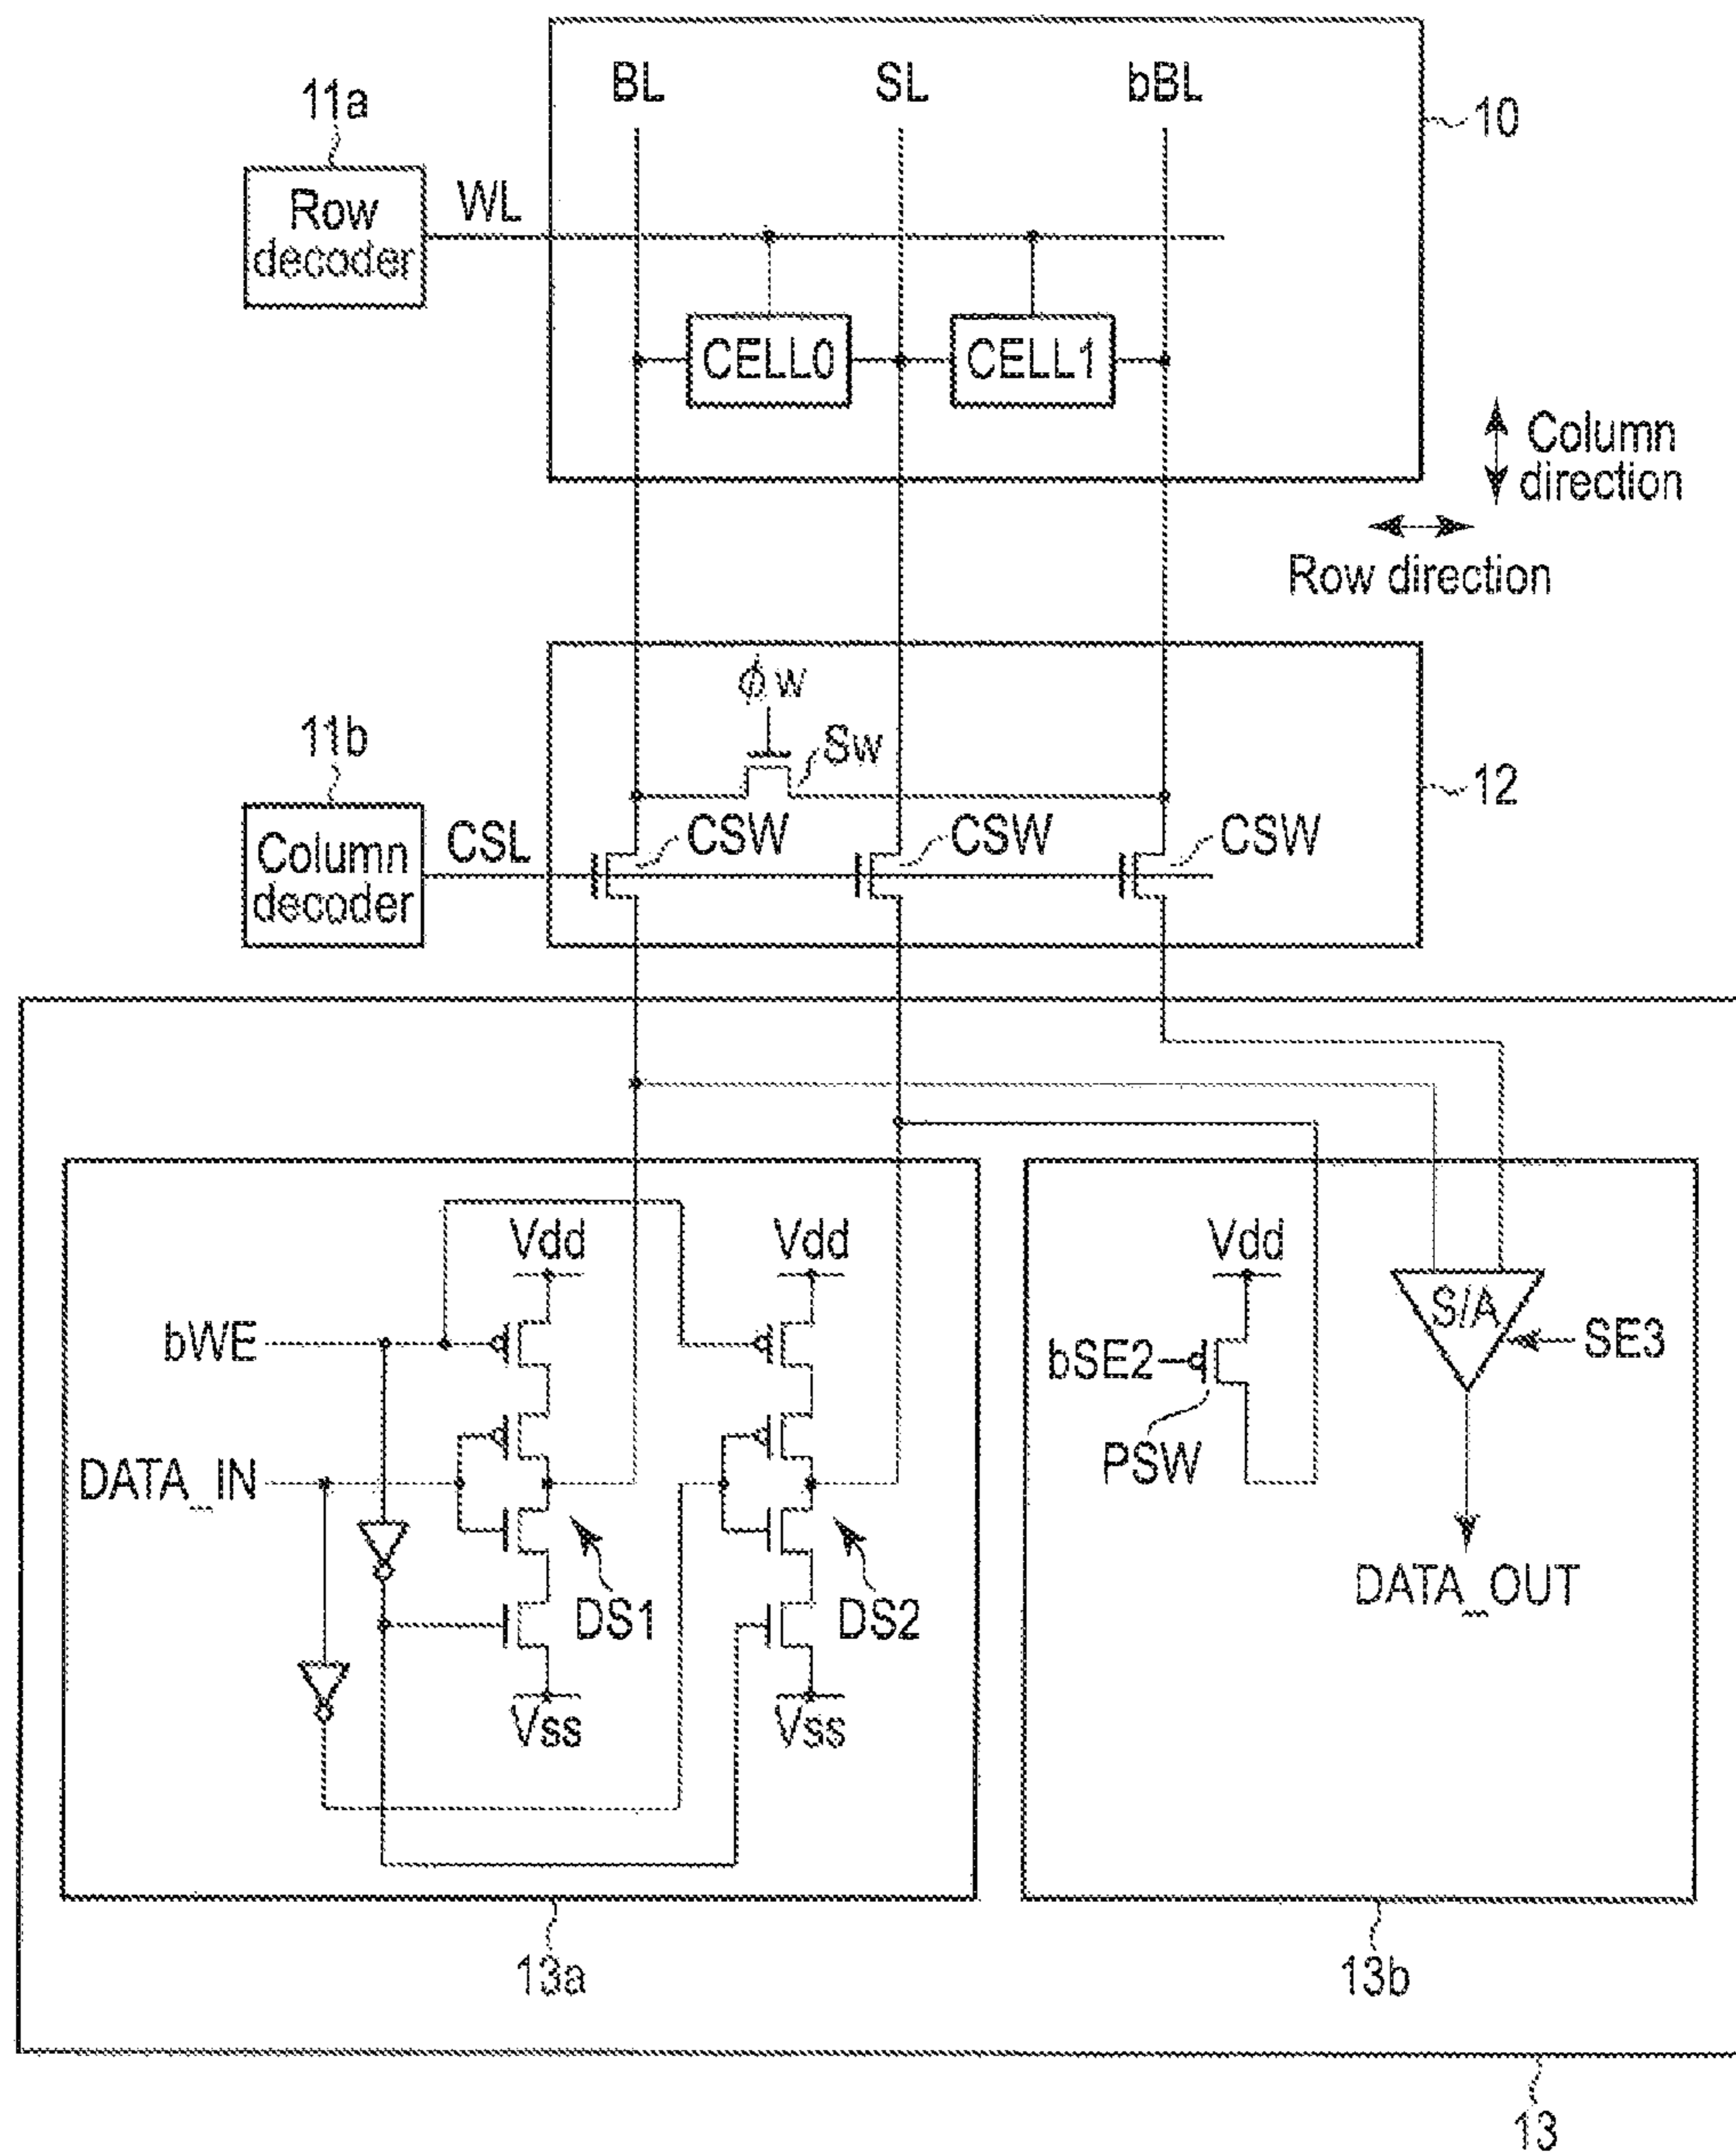 BL
SL
bBL
10
11a
Row
decoder
WL
CELL0
CELL1
Column
direction
Row direction
ϕw
Sw
12
11b
Column
decoder
CSL
CSW
CSW
CSW
Vdd
Vdd
Vdd
S/A
bWE
bSE2
SE3
PSW
DATA_IN
DS1
DS2
DATA_OUT
Vss
Vss
13a
13b
13